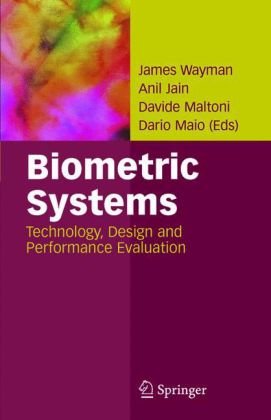 James Wayman
Anil Jain
Davide Maltoni
Dario Maio (Eds)
Biometric
Systems
Technology, Design and
Performance Evaluation
Springer